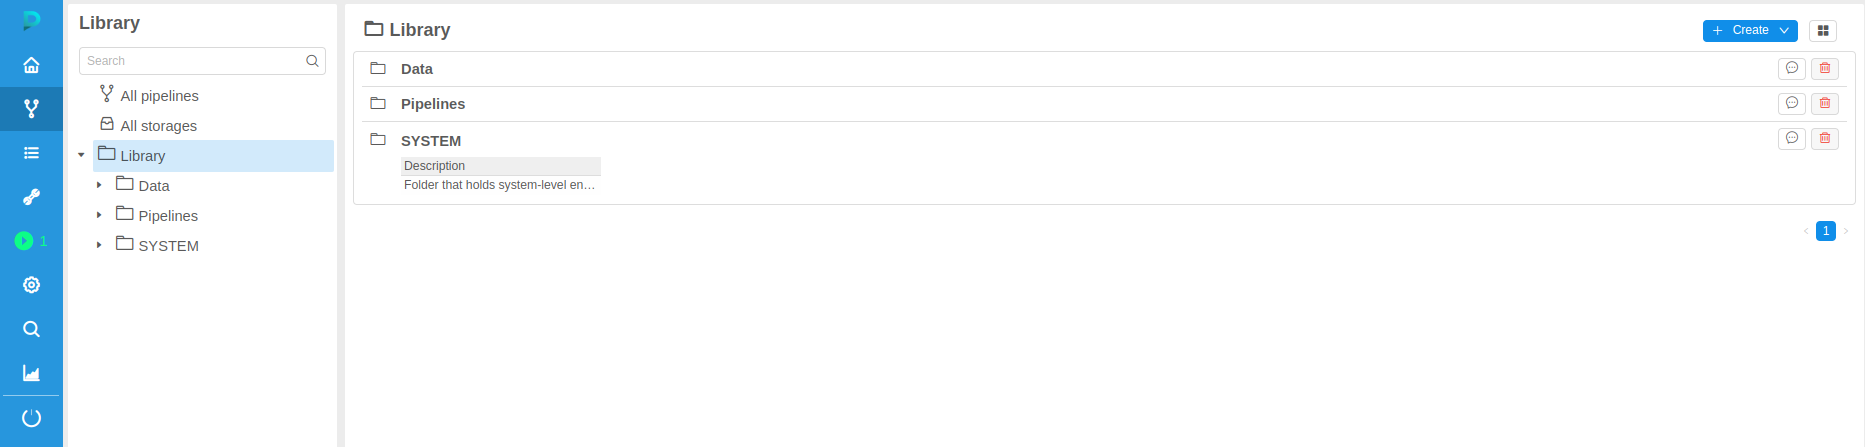 Library
Search
All pipelines
All storages
Library
Data
Pipelines
SYSTEM
1
Library
Create
Data
Pipelines
SYSTEM
Description
Folder that holds system-level en…
1